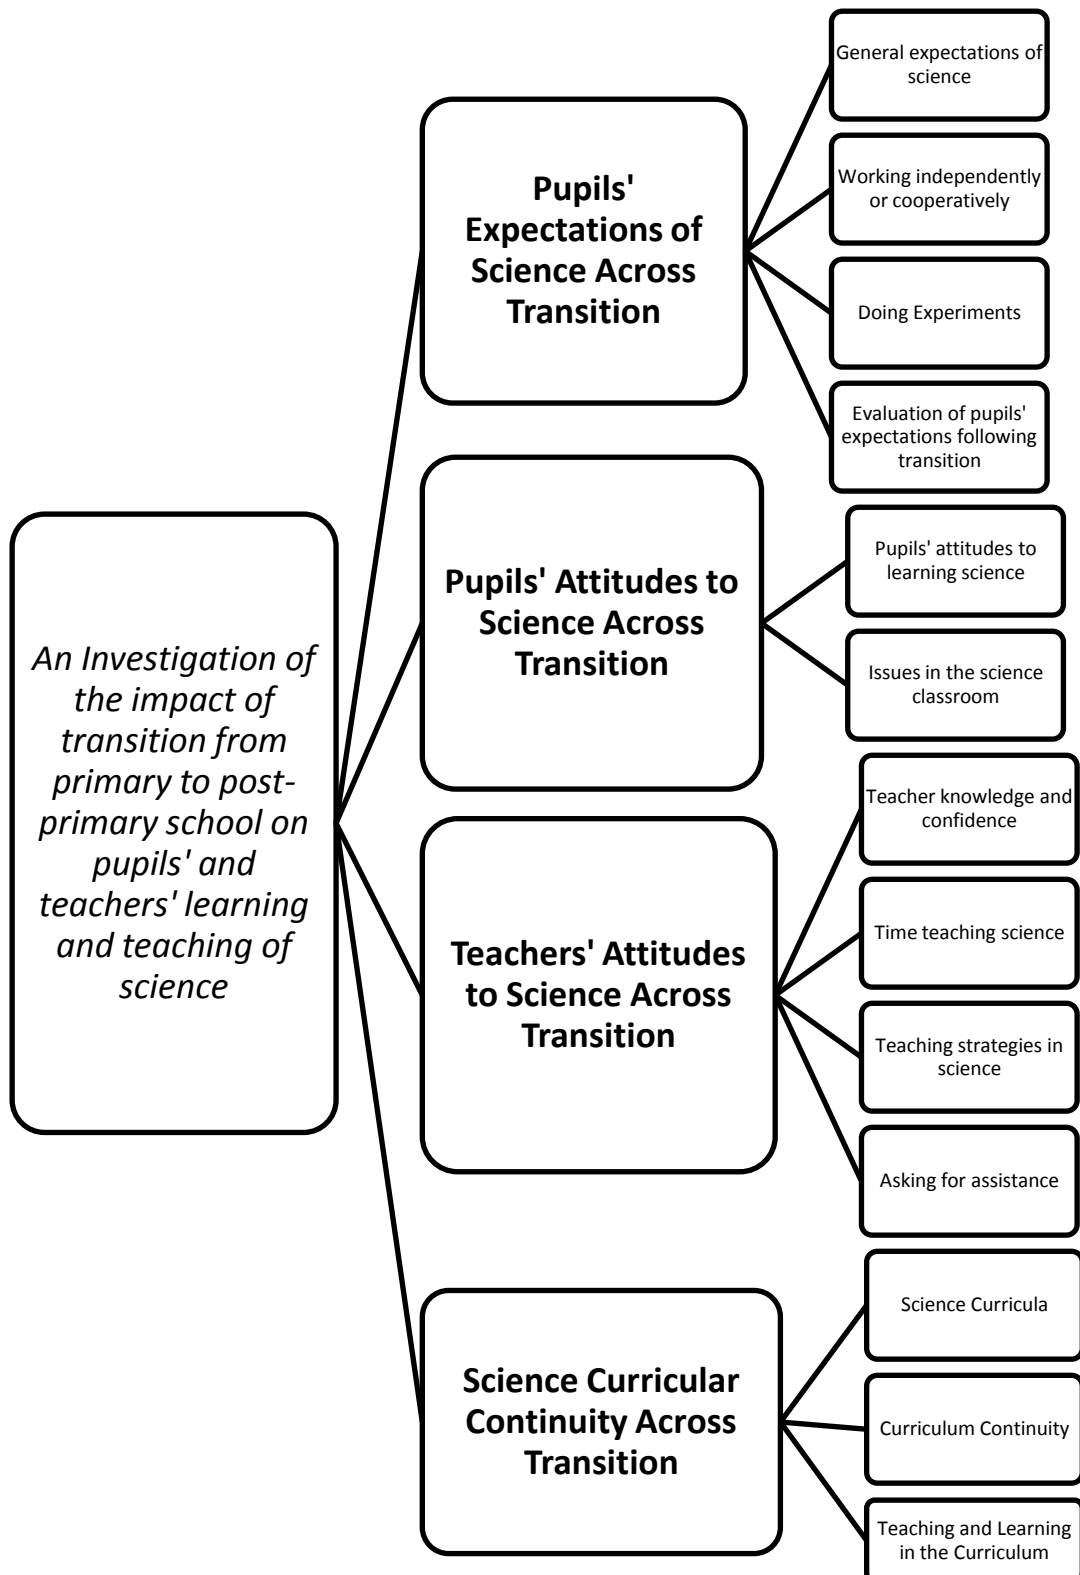 An Investigation of
the impact of
transition from
primary to post-
primary school on
pupils' and
teachers' learning
and teaching of
science
Pupils'
Expectations of
Science Across
Transition
General expectations of
science
Working independently
or cooperatively
Doing Experiments
Evaluation of pupils'
expectations following
transition
Pupils' Attitudes to
Science Across
Transition
Pupils' attitudes to
learning science
Issues in the science
classroom
Teachers' Attitudes
to Science Across
Transition
Teacher knowledge and
confidence
Time teaching science
Teaching strategies in
science
Asking for assistance
Science Curricular
Continuity Across
Transition
Science Curricula
Curriculum Continuity
Teaching and Learning
in the Curriculum